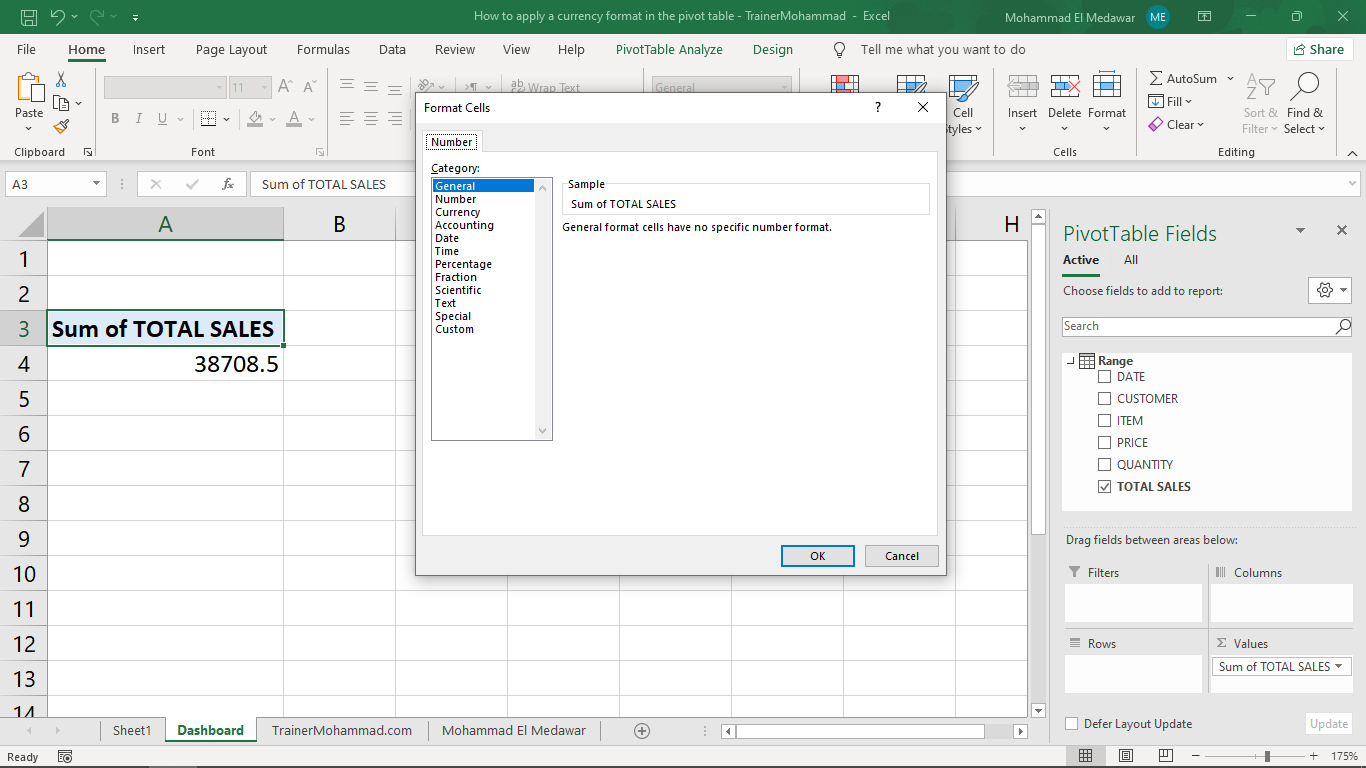 How to apply a currency format in the pivot table - TrainerMohammad - Excel
Mohammad El Medawar ME
File Home Insert Page Layout Formulas Data Review View Help PivotTable Analyze Design Tell me what you want to do Share
Paste
Clipboard
11
B I U
Font
Wrap Text
General
Cell
Styles
Insert Delete Format
Cells
AutoSum
Fill
Clear
Sort &
Filter
Find &
Select
Editing
A3
fx
Sum of TOTAL SALES
A B H
1
2
3 Sum of TOTAL SALES
4 38708.5
5
6
7
8
9
10
11
12
13
14
Format Cells ?
Number
Category:
General
Number
Currency
Accounting
Date
Time
Percentage
Fraction
Scientific
Text
Special
Custom
Sample
Sum of TOTAL SALES
General format cells have no specific number format.
OK Cancel
PivotTable Fields
Active All
Choose fields to add to report:
Search
Range
DATE
CUSTOMER
ITEM
PRICE
QUANTITY
TOTAL SALES
Drag fields between areas below:
Filters
Columns
Rows
Values
Sum of TOTAL SALES
Defer Layout Update
Update
Sheet1 Dashboard TrainerMohammad.com Mohammad El Medawar
Ready
175%